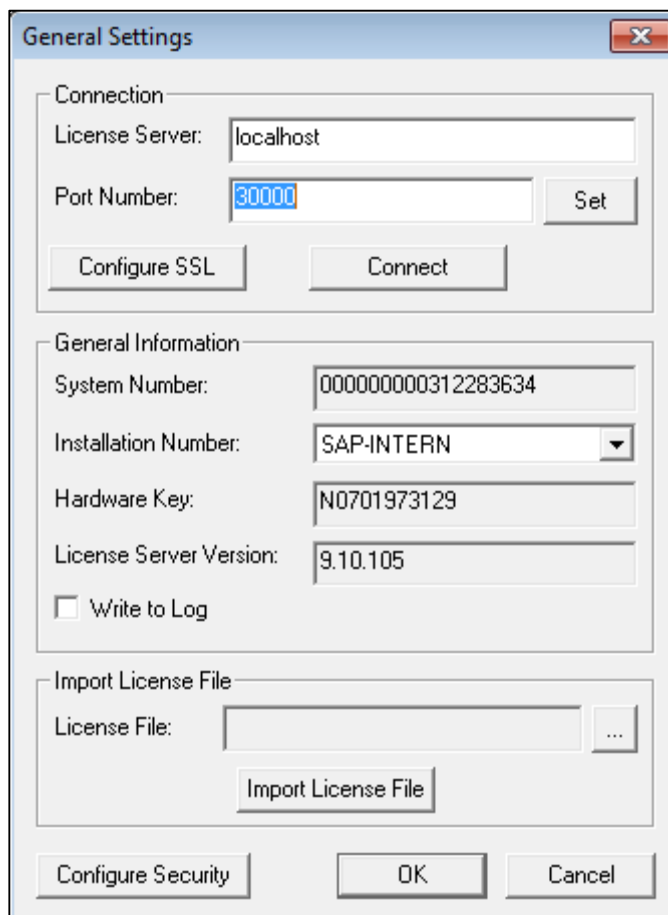 General Settings
Connection
License Server: localhost
Port Number: 30000 Set
Configure SSL Connect
General Information
System Number: 000000000312283634
Installation Number: SAP-INTERN
Hardware Key: N0701973129
License Server Version: 9.10.105
Write to Log
Import License File
License File: ...
Import License File
Configure Security OK Cancel